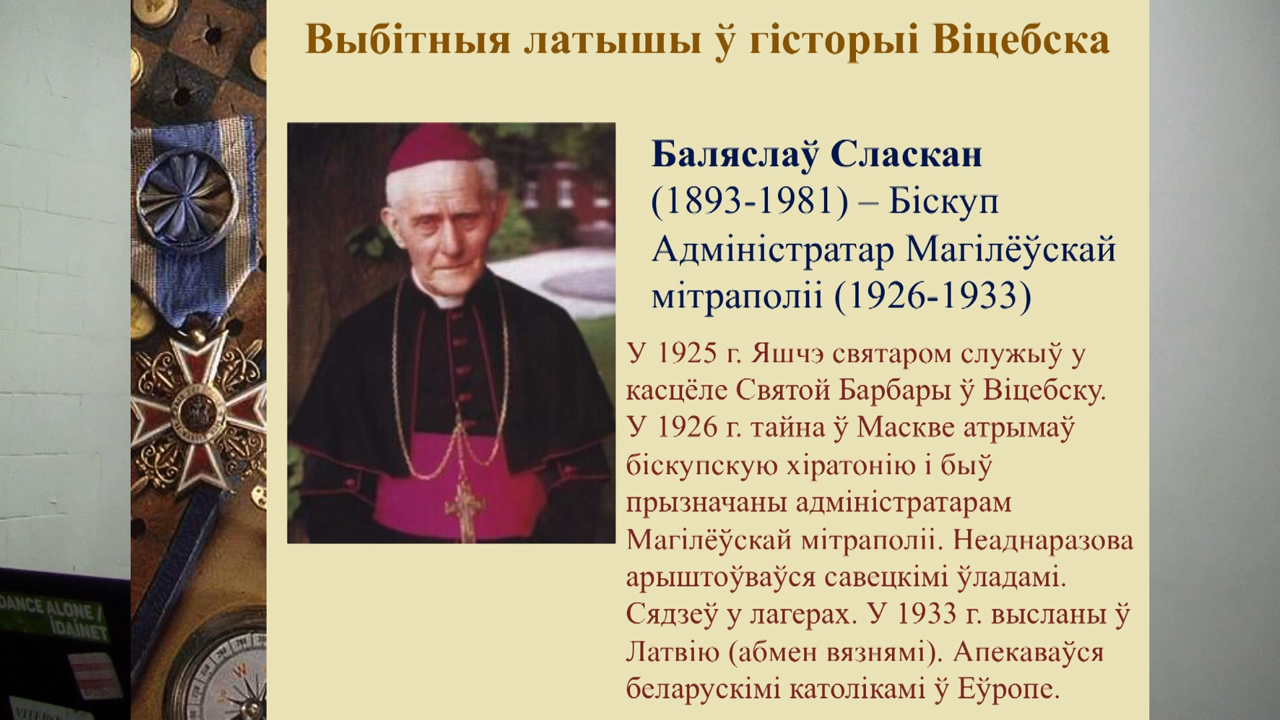 Выбітныя латышы ў гісторыі Віцебска
Баляслаў Сласкан
(1893-1981) – Біскуп
Адміністратар Магілёўскай
мітраполіі (1926-1933)
У 1925 г. Яшчэ святаром служыў у
касцёле Святой Барбары ў Віцебску.
У 1926 г. тайна ў Маскве атрымаў
біскупскую хіратонію і быў
прызначаны адміністратарам
Магілёўскай мітраполіі. Неаднаразова
арыштоўваўся савецкімі ўладамі.
Сядзеў у лагерах. У 1933 г. высланы ў
Латвію (абмен вязнямі). Апекаваўся
беларускімі католікамі ў Еўропе.
DANCE ALONE /